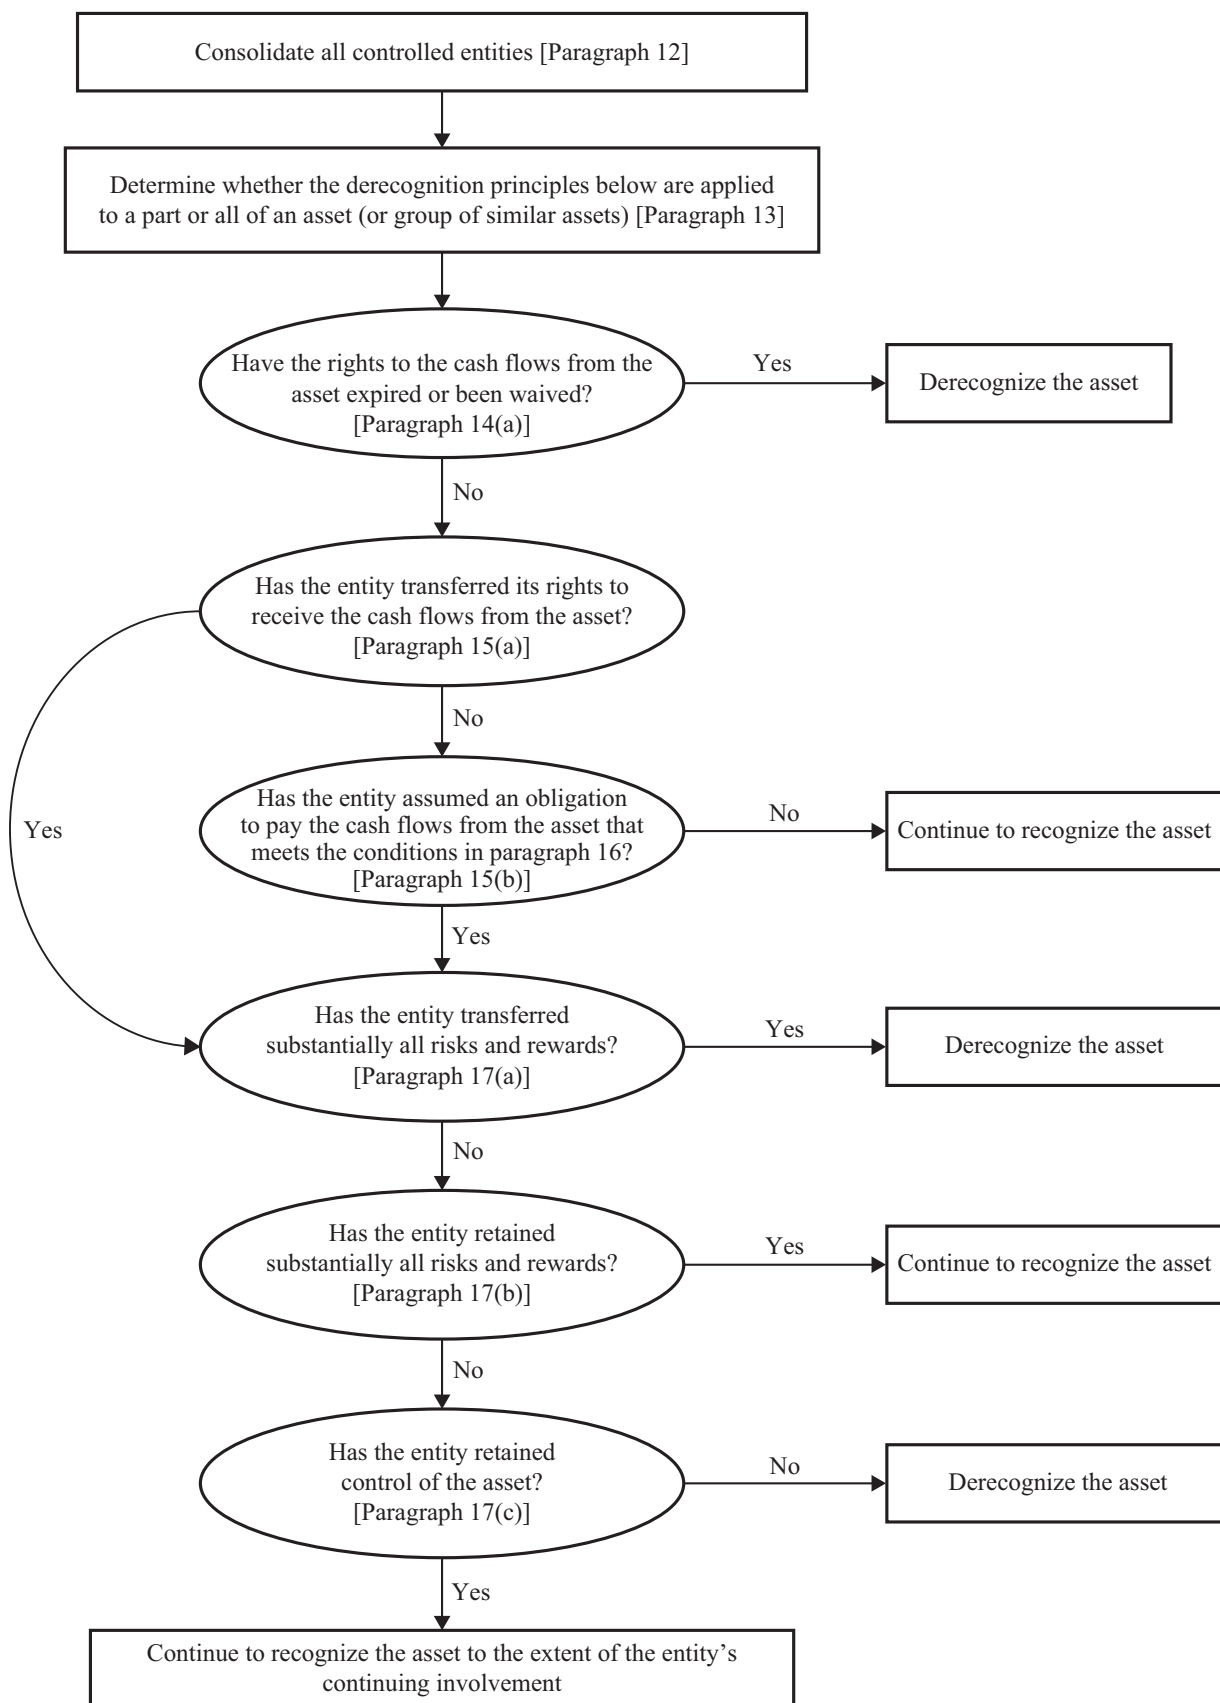 Consolidate all controlled entities [Paragraph 12]
Determine whether the derecognition principles below are applied
to a part or all of an asset (or group of similar assets) [Paragraph 13]
Have the rights to the cash flows from the
asset expired or been waived?
[Paragraph 14(a)]
Yes
Derecognize the asset
No
Has the entity transferred its rights to
receive the cash flows from the asset?
[Paragraph 15(a)]
No
Yes
Has the entity assumed an obligation
to pay the cash flows from the asset that
meets the conditions in paragraph 16?
[Paragraph 15(b)]
No
Continue to recognize the asset
Yes
Has the entity transferred
substantially all risks and rewards?
[Paragraph 17(a)]
Yes
Derecognize the asset
No
Has the entity retained
substantially all risks and rewards?
[Paragraph 17(b)]
Yes
Continue to recognize the asset
No
Has the entity retained
control of the asset?
[Paragraph 17(c)]
No
Derecognize the asset
Yes
Continue to recognize the asset to the extent of the entity’s
continuing involvement